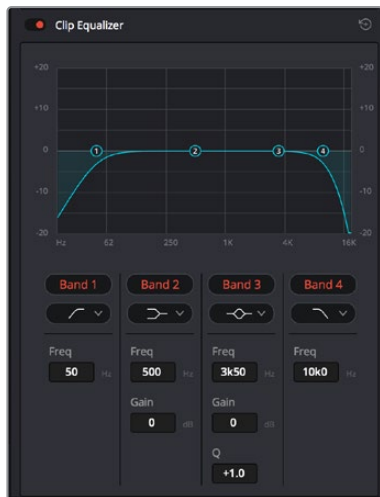 Clip Equalizer
+20 +20
+10 +10
0 0
-10 -10
-20 -20
1 2 3 4
Hz 62 250 1K 4K 16K
Band 1 Band 2 Band 3 Band 4
Freq Freq Freq Freq
50 Hz 500 Hz 3k50 Hz 10k0 Hz
Gain Gain
0 dB 0 dB
Q
+1.0